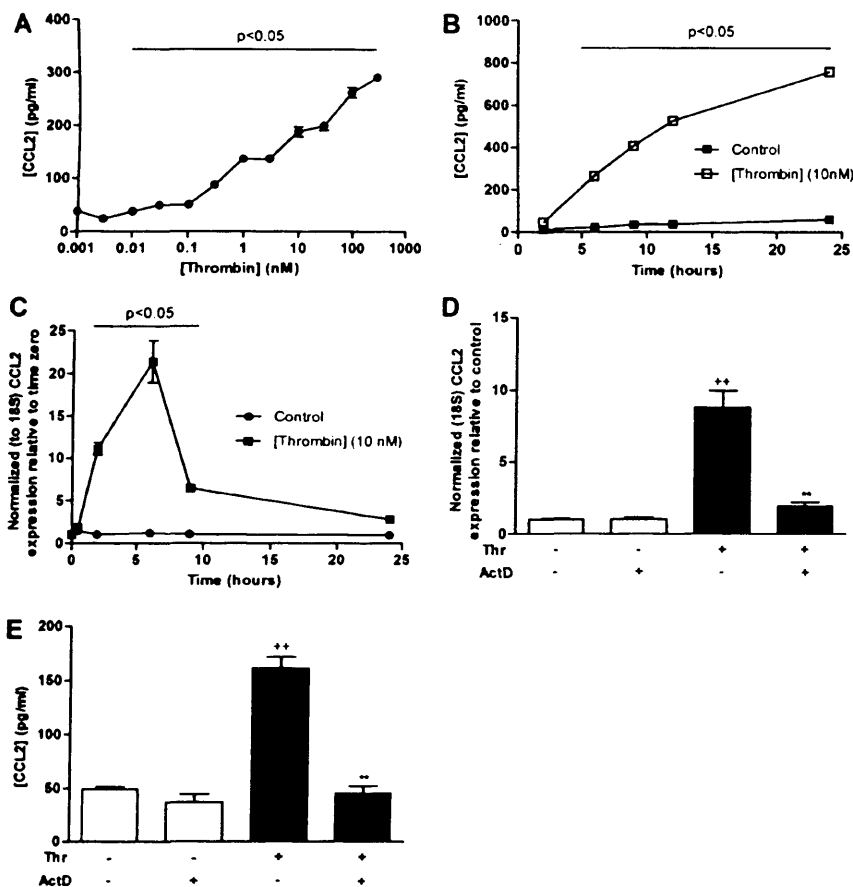 A
p<0.05
[CCL2] (pg/ml)
400
300
200
100
0
0.001
0.01
0.1
1
10
100
1000
[Thrombin] (nM)
B
p<0.05
[CCL2] (pg/ml)
1000
800
600
400
200
0
Control
[Thrombin] (10nM)
0
5
10
15
20
25
Time (hours)
C
p<0.05
Normalized (to 18S) CCL2
expression relative to time zero
25
20
15
10
5
0
Control
[Thrombin] (10 nM)
0
5
10
15
20
25
Time (hours)
D
Normalized (18S) CCL2
expression relative to control
15
10
5
0
++
**
Thr - - + +
ActD - + - +
E
[CCL2] (pg/ml)
200
150
100
50
0
++
**
Thr - - + +
ActD - + - +